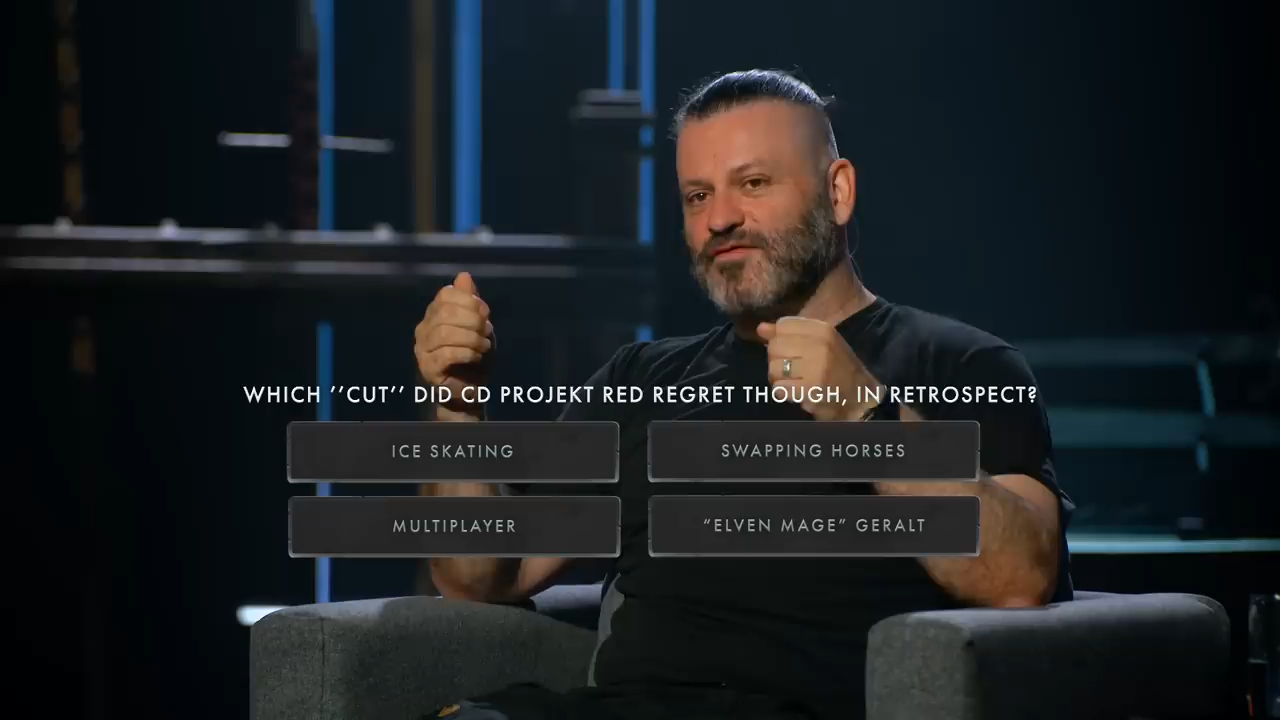 WHICH ’’CUT’’ DID CD PROJEKT RED REGRET THOUGH, IN RETROSPECT?
ICE SKATING
SWAPPING HORSES
MULTIPLAYER
“ELVEN MAGE” GERALT